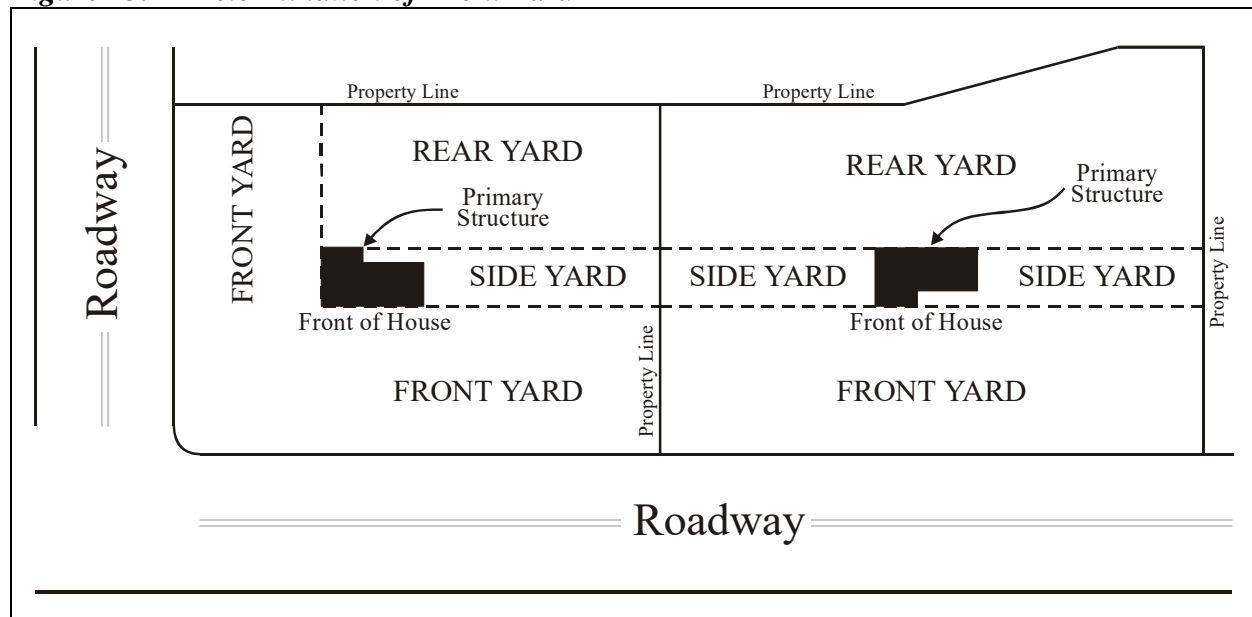 Property Line
Property Line
FRONT YARD
REAR YARD
REAR YARD
Primary
Structure
Primary
Structure
Roadway
SIDE YARD
SIDE YARD
SIDE YARD
Property Line
Front of House
Front of House
Property Line
FRONT YARD
FRONT YARD
Roadway